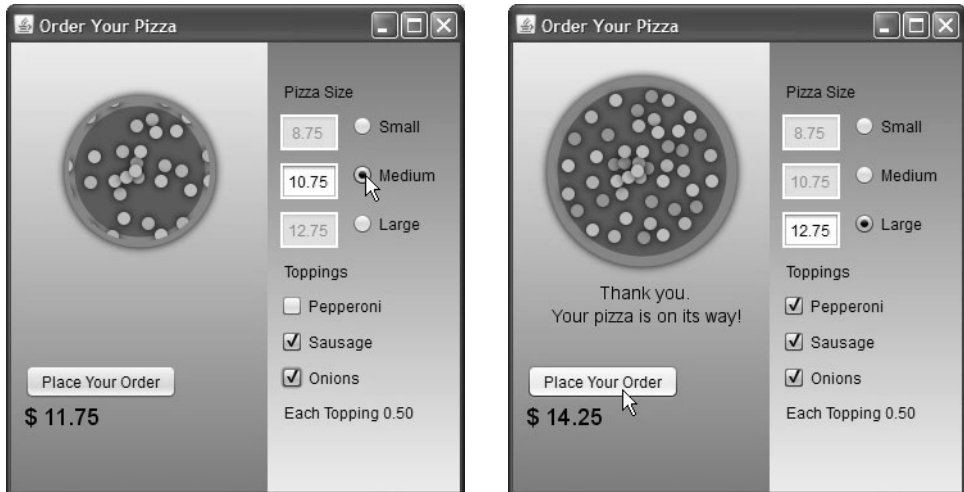 Order Your Pizza
Pizza Size
8.75 Small
10.75 Medium
12.75 Large
Toppings
Pepperoni
Sausage
Onions
Each Topping 0.50
Place Your Order
$ 11.75
Order Your Pizza
Pizza Size
8.75 Small
10.75 Medium
12.75 Large
Toppings
Pepperoni
Sausage
Onions
Each Topping 0.50
Thank you.
Your pizza is on its way!
Place Your Order
$ 14.25